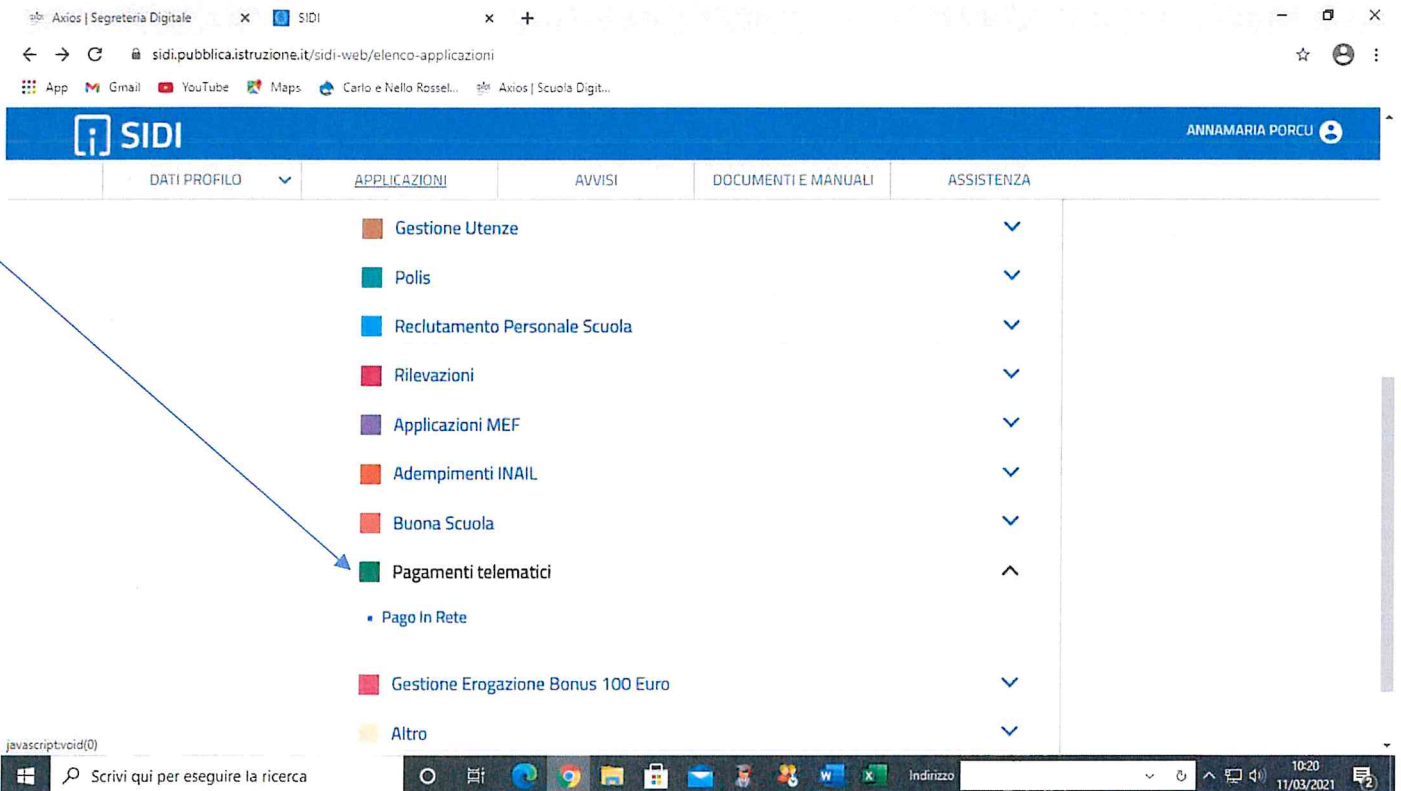 Axios | Segreteria Digitale
SIDI
sidi.pubblica.istruzione.it/sidi-web/elenco-applicazioni
App Gmail YouTube Maps Carlo e Nello Rossel... Axios | Scuola Digit...
SIDI
ANNAMARIA PORCU
DATI PROFILO APPLICAZIONI AVVISI DOCUMENTI E MANUALI ASSISTENZA
Gestione Utenze
Polis
Reclutamento Personale Scuola
Rilevazioni
Applicazioni MEF
Adempimenti INAIL
Buona Scuola
Pagamenti telematici
Pago In Rete
Gestione Erogazione Bonus 100 Euro
Altro
javascript:void(0)
Scrivi qui per eseguire la ricerca
Indirizzo
10:20
11/03/2021
2